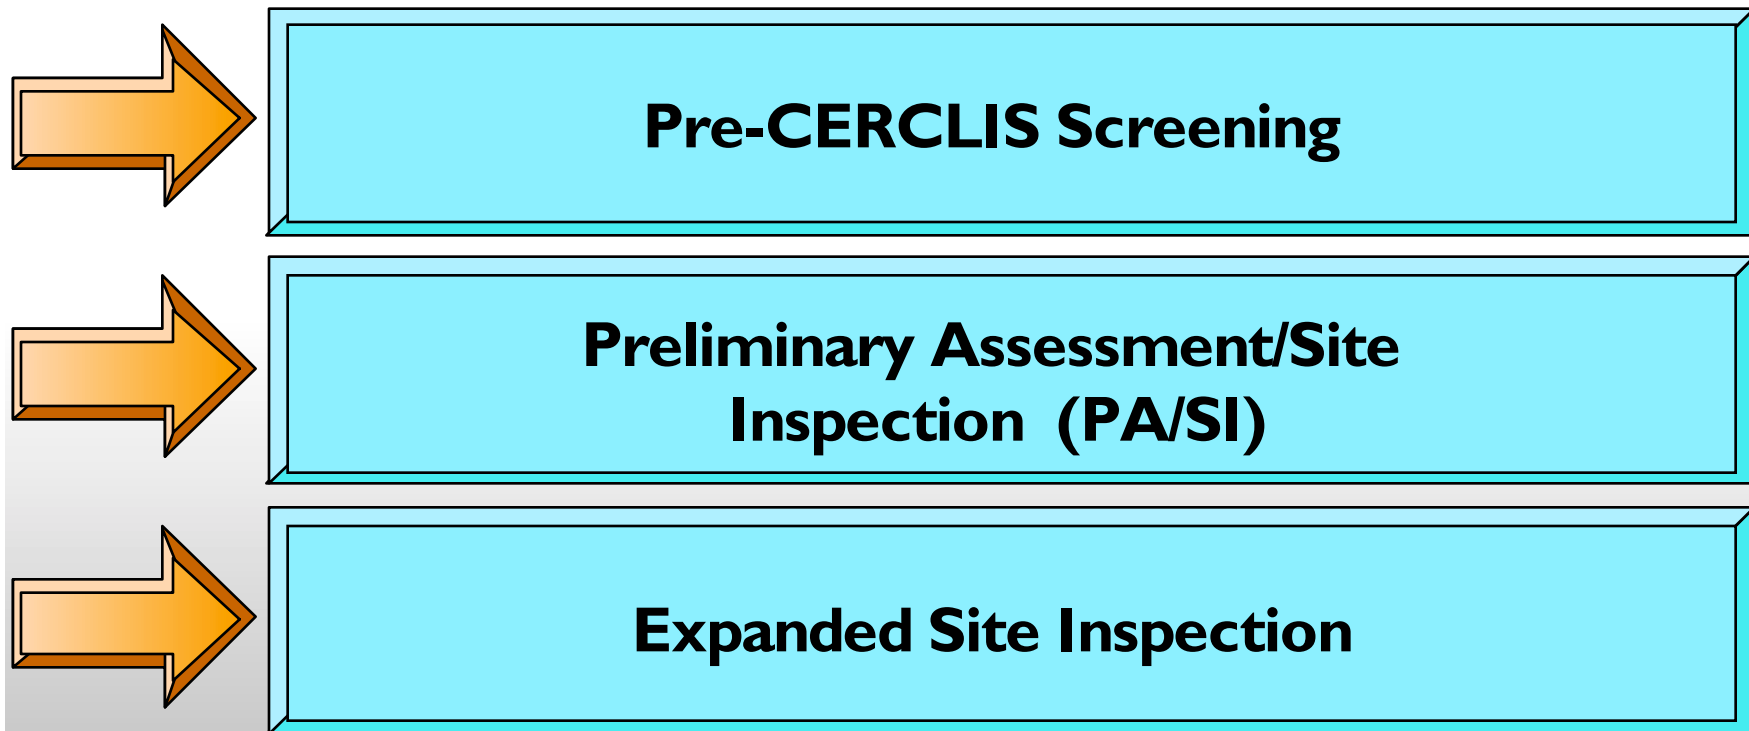 Pre-CERCLIS Screening
Preliminary Assessment/Site
Inspection  (PA/SI)
Expanded Site Inspection